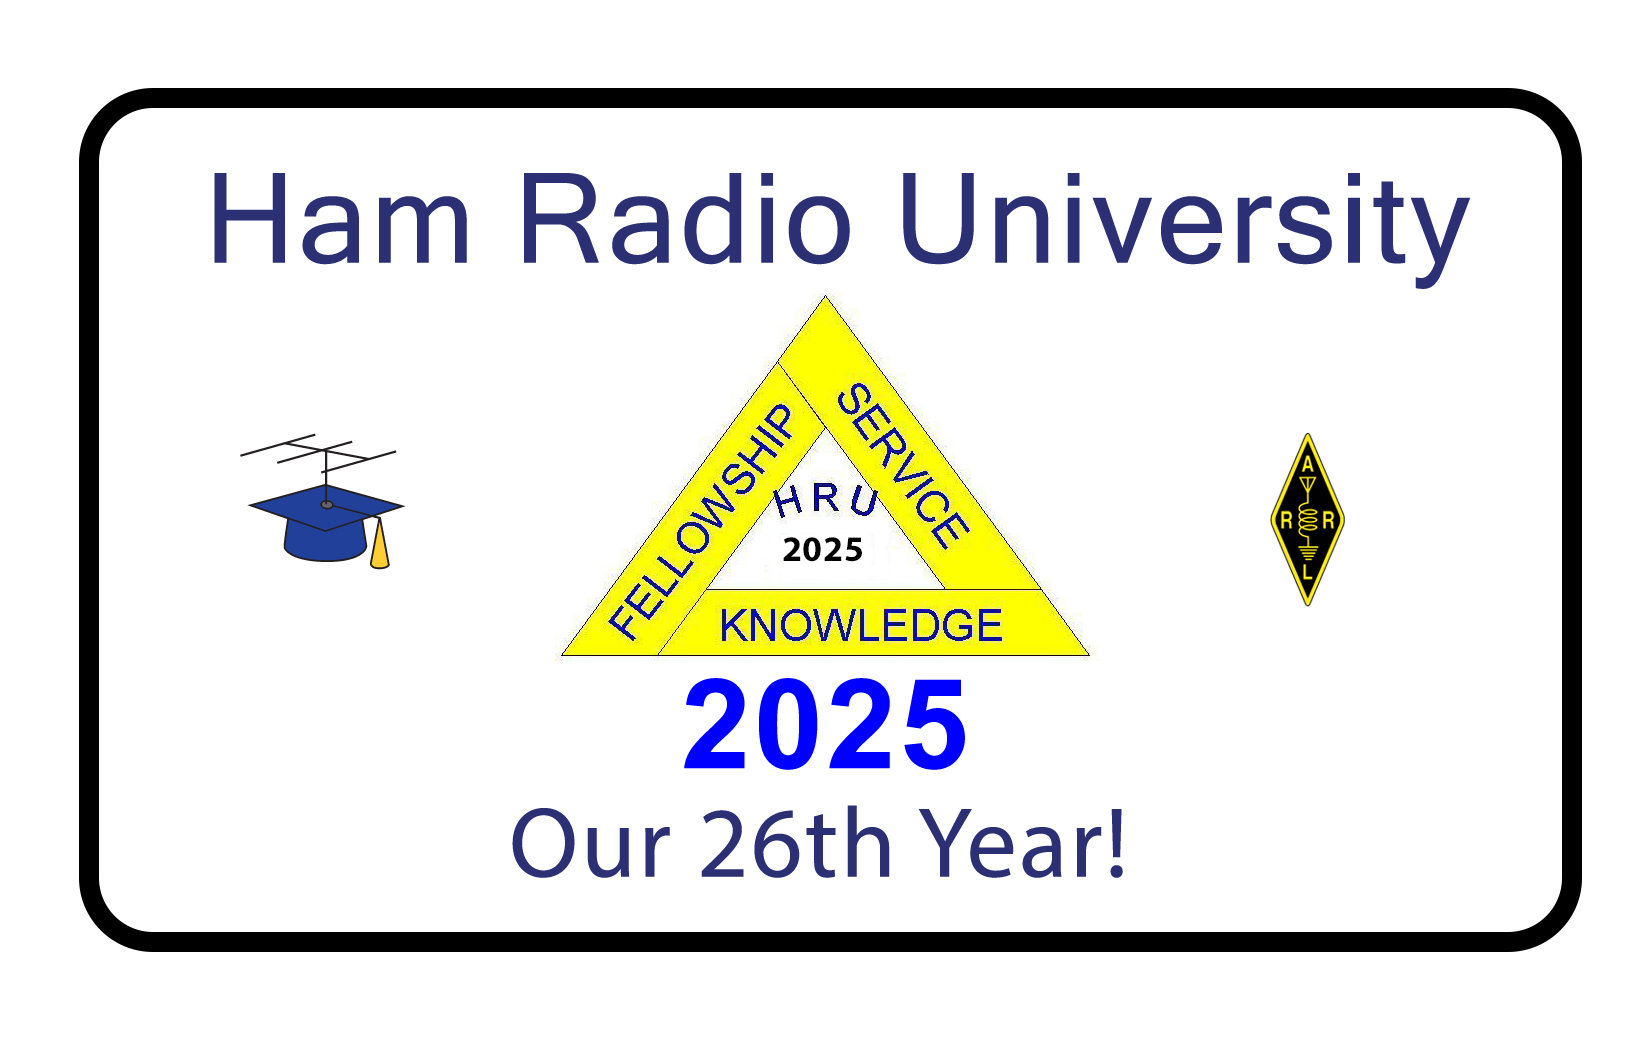 Ham Radio University
FELLOWSHIP
SERVICE
HRU
2025
KNOWLEDGE
A
R R
L
2025
Our 26th Year!